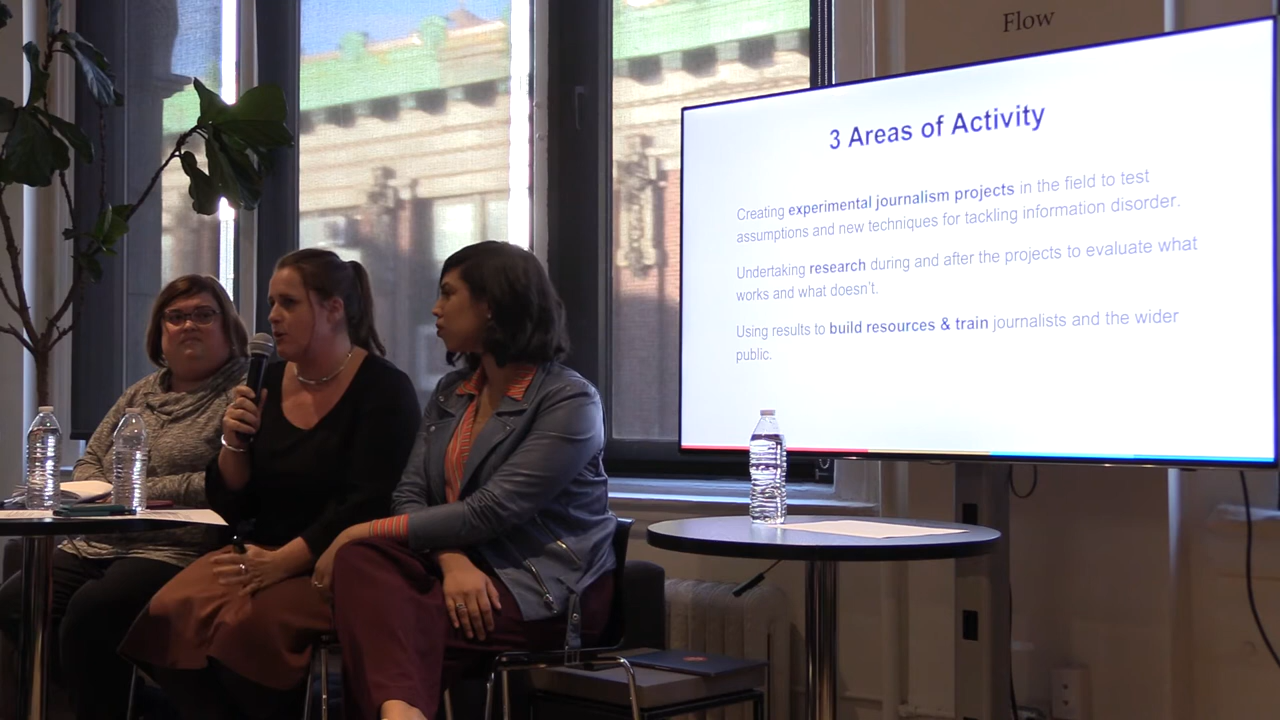 Flow
3 Areas of Activity
Creating experimental journalism projects in the field to test
assumptions and new techniques for tackling information disorder.
Undertaking research during and after the projects to evaluate what
works and what doesn't.
Using results to build resources & train journalists and the wider
public.